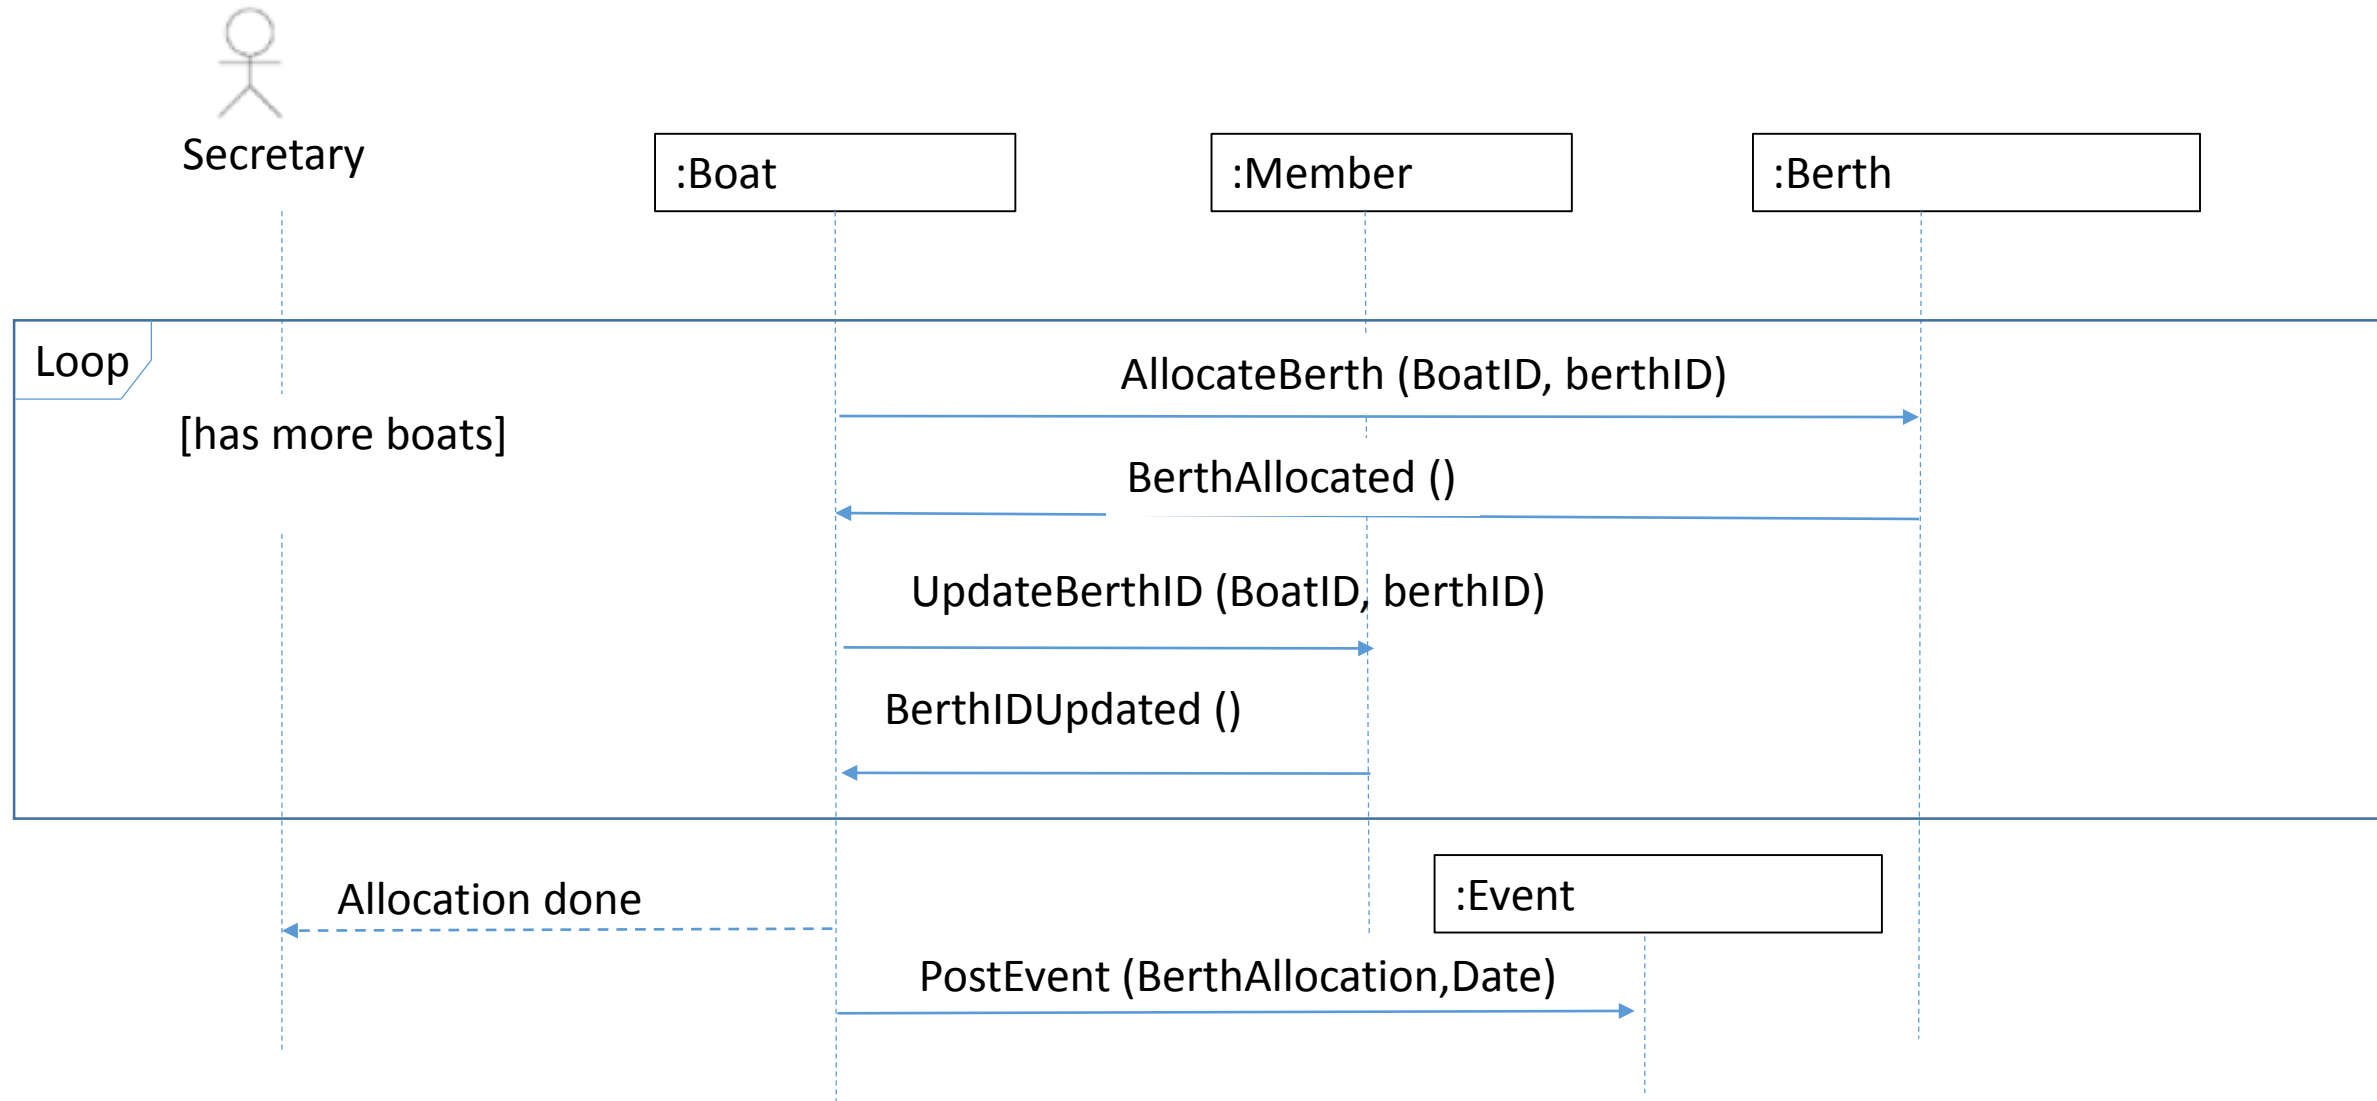 Secretary
:Boat
:Member
:Berth
Loop
AllocateBerth (BoatID, berthID)
[has more boats]
BerthAllocated ()
UpdateBerthID (BoatID, berthID)
BerthIDUpdated ()
Allocation done
:Event
PostEvent (BerthAllocation,Date)